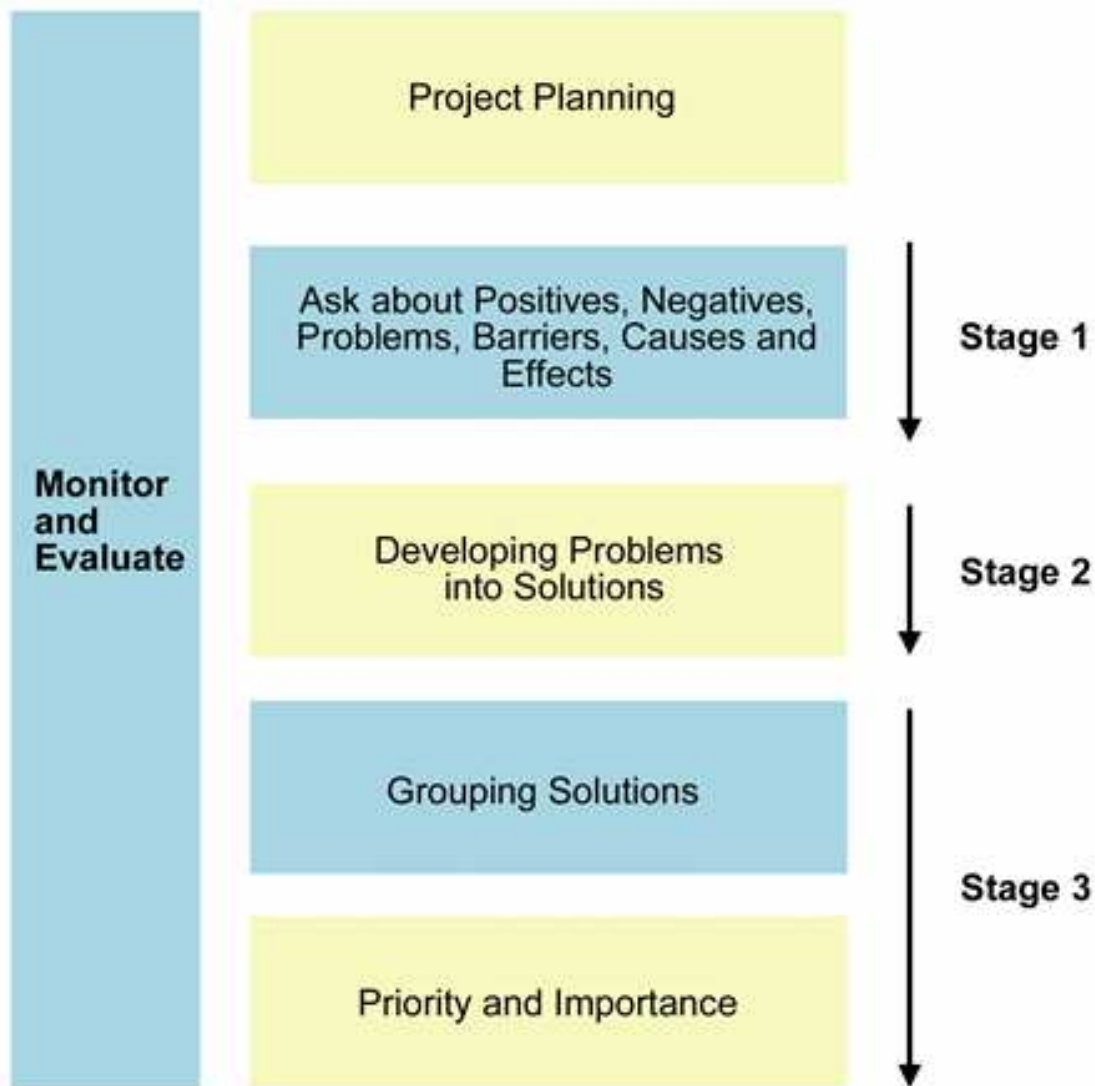 Project Planning
Ask about Positives, Negatives,
Problems, Barriers, Causes and
Effects
Stage 1
Monitor
and
Evaluate
Developing Problems
into Solutions
Stage 2
Grouping Solutions
Stage 3
Priority and Importance